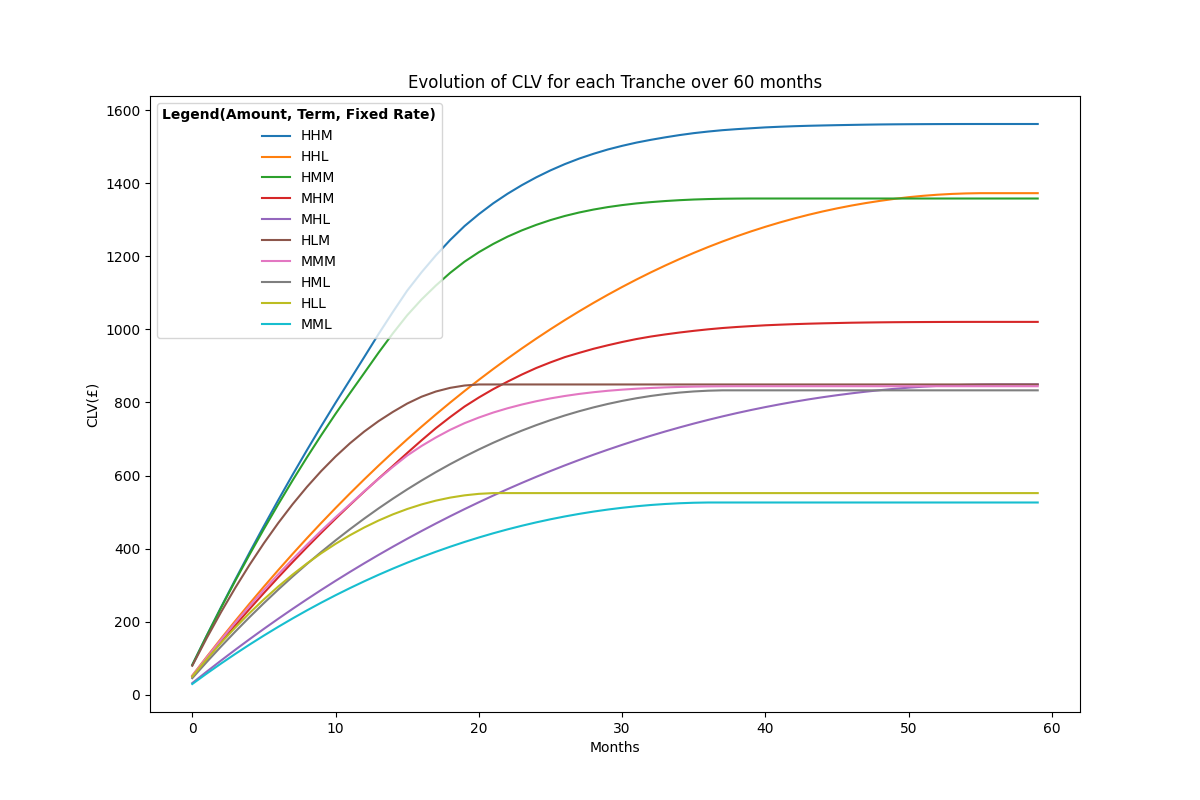 Evolution of CLV for each Tranche over 60 months
1600
1400
1200
1000
800
600
400
200
0
CLV(£)
Legend(Amount, Term, Fixed Rate)
HHM
HHL
HMM
MHM
MHL
HLM
MMM
HML
HLL
MML
0 10 20 30 40 50 60
Months